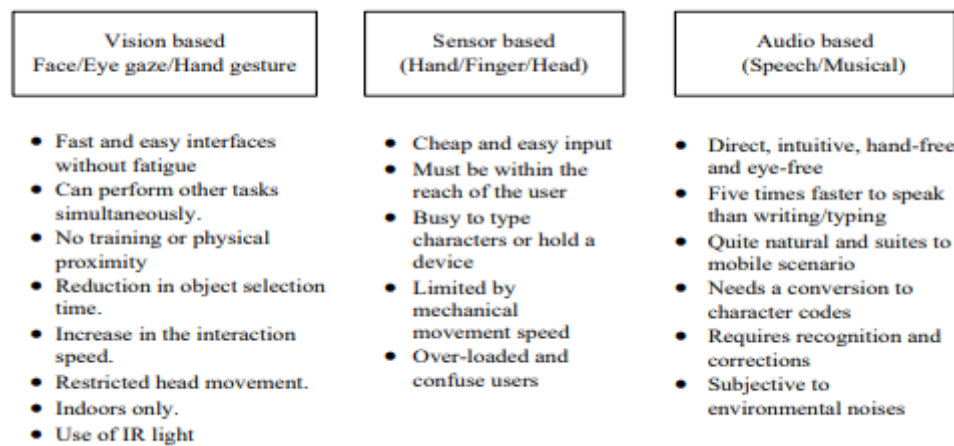 Vision based
Face/Eye gaze/Hand gesture
• Fast and easy interfaces
without fatigue
• Can perform other tasks
simultaneously.
• No training or physical
proximity
• Reduction in object selection
time.
• Increase in the interaction
speed.
• Restricted head movement.
• Indoors only.
• Use of IR light
Sensor based
(Hand/Finger/Head)
• Cheap and easy input
• Must be within the
reach of the user
• Busy to type
characters or hold a
device
• Limited by
mechanical
movement speed
• Over-loaded and
confuse users
Audio based
(Speech/Musical)
• Direct, intuitive, hand-free
and eye-free
• Five times faster to speak
than writing/typing
• Quite natural and suites to
mobile scenario
• Needs a conversion to
character codes
• Requires recognition and
corrections
• Subjective to
environmental noises